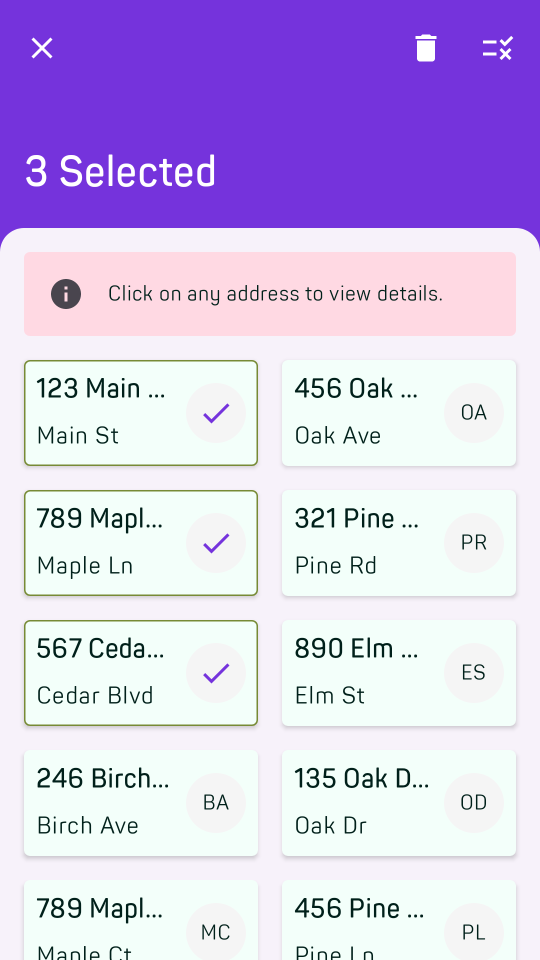 3 Selected
Click on any address to view details.
123 Main ...
Main St
456 Oak ...
OA
Oak Ave
789 Mapl...
Maple Ln
321 Pine ...
PR
Pine Rd
567 Ceda...
Cedar Blvd
890 Elm ...
ES
Elm St
246 Birch...
BA
Birch Ave
135 Oak D...
OD
Oak Dr
789 Mapl...
MC
Maple Ct
456 Pine ...
PL
Pine Ln